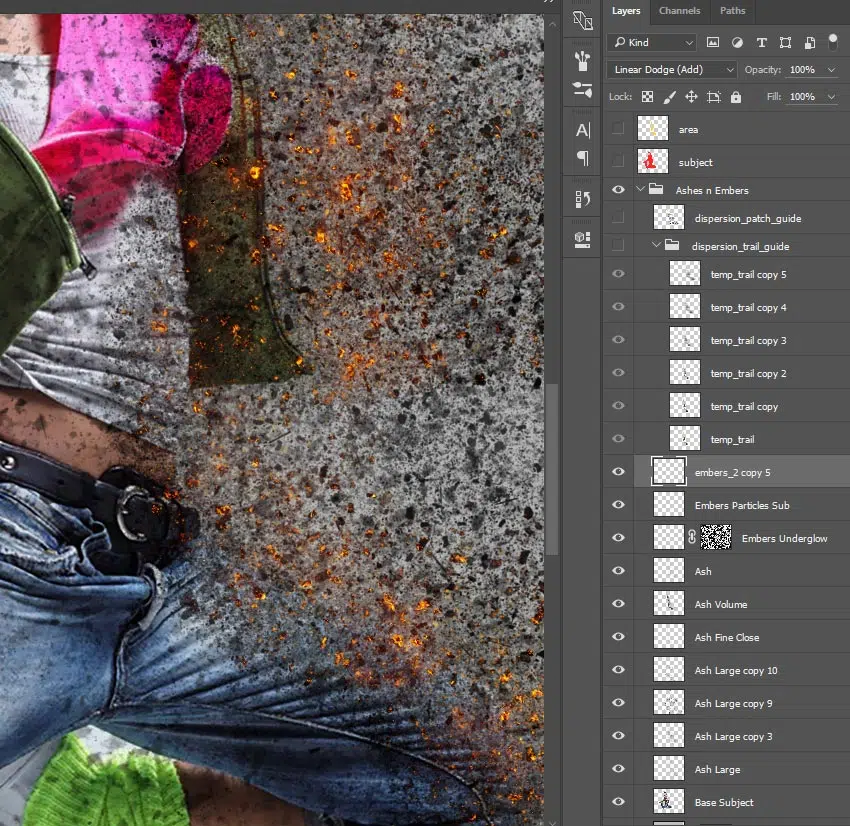 Layers Channels Paths
Kind
Linear Dodge (Add) Opacity: 100%
Lock: Fill: 100%
area
subject
Ashes n Embers
dispersion_patch_guide
dispersion_trail_guide
temp_trail copy 5
temp_trail copy 4
temp_trail copy 3
temp_trail copy 2
temp_trail copy
temp_trail
embers_2 copy 5
Embers Particles Sub
Embers Underglow
Ash
Ash Volume
Ash Fine Close
Ash Large copy 10
Ash Large copy 9
Ash Large copy 3
Ash Large
Base Subject